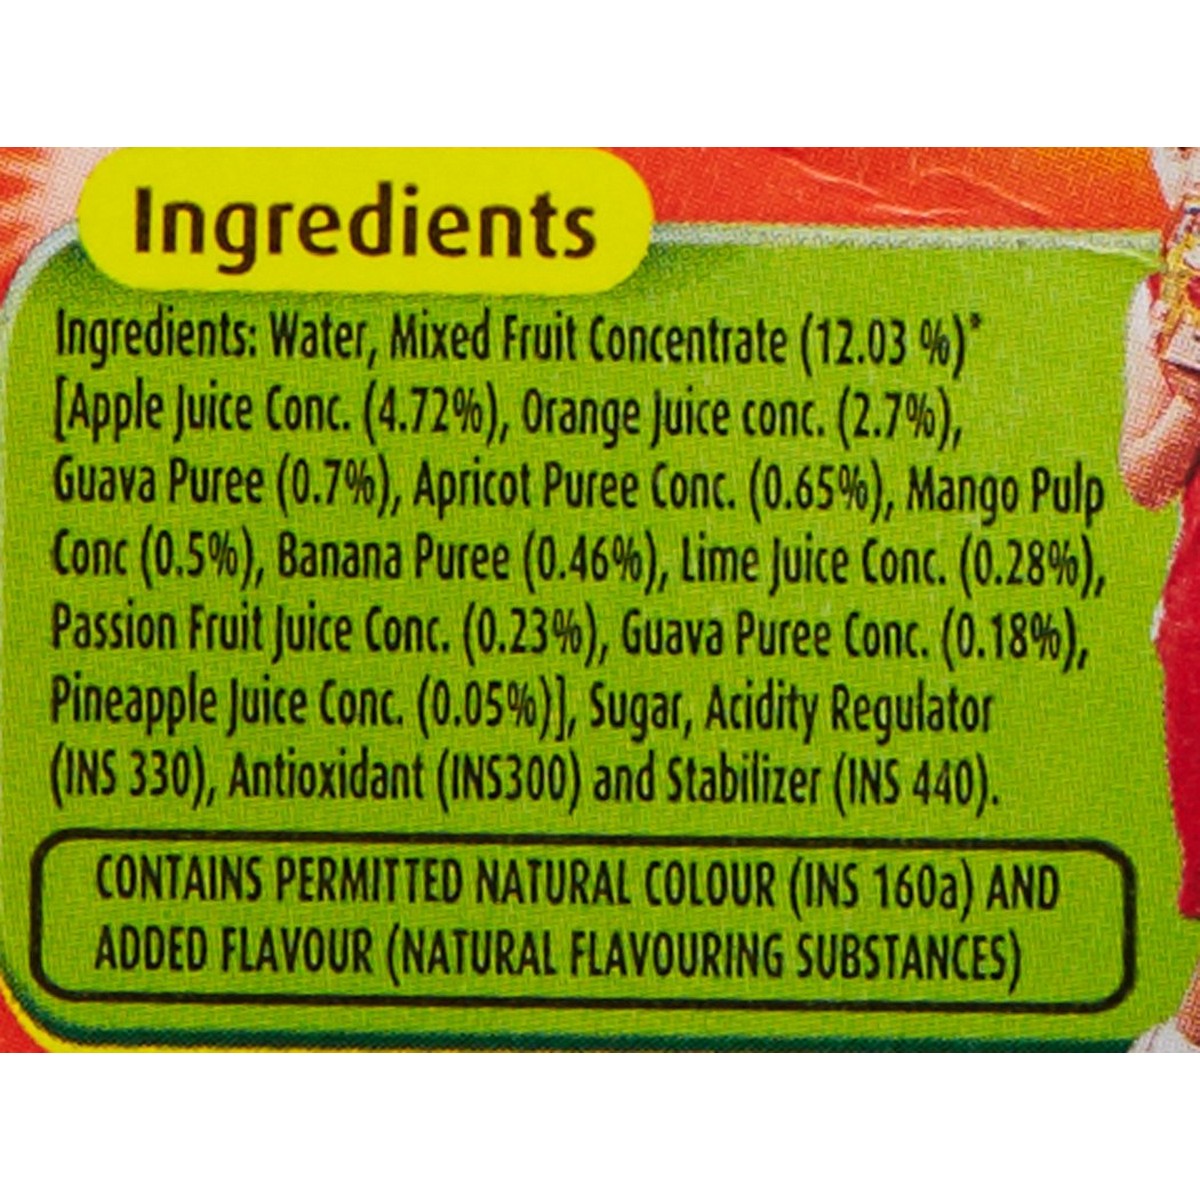 Ingredients
Ingredients: Water, Mixed Fruit Concentrate (12.03 %)*
[Apple Juice Conc. (4.72%), Orange Juice conc. (2.7%),
Guava Puree (0.7%), Apricot Puree Conc. (0.65%), Mango Pulp
Conc (0.5%), Banana Puree (0.46%), Lime Juice Conc. (0.28%),
Passion Fruit Juice Conc. (0.23%), Guava Puree Conc. (0.18%),
Pineapple Juice Conc. (0.05%)], Sugar, Acidity Regulator
(INS 330), Antioxidant (INS300) and Stabilizer (INS 440).
CONTAINS PERMITTED NATURAL COLOUR (INS 160a) AND
ADDED FLAVOUR (NATURAL FLAVOURING SUBSTANCES)